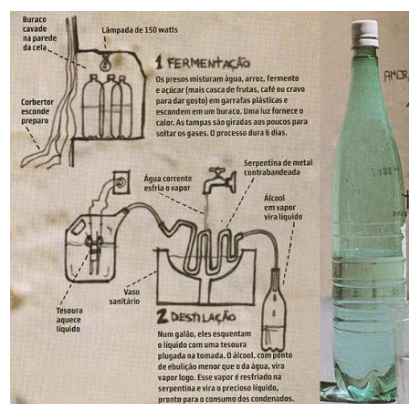 Buraco
cavado
na parede
da cela
Lâmpada de 150 watts
1 FERMENTAÇÃO
Os presos misturam água, arroz, fermento
e açúcar (mais casca de frutas, café ou cravo
para dar gosto) em garrafas plásticas e
escondem em um buraco. Uma luz fornece o
calor. As tampas são giradas aos poucos para
soltar os gases. O processo dura 6 dias.
Corbertor
esconde
preparo
Água corrente
esfria o vapor
Serpentina de metal
contrabandeada
Álcool
em vapor
vira líquido
Tesoura
aquece
líquido
Vaso
sanitário
2 DESTILAÇÃO
Num galão, eles esquentam
o líquido com uma tesoura
plugada na tomada. O álcool, com ponto
de ebulição menor que o da água, vira
vapor logo. Esse vapor é resfriado na
serpentina e vira o precioso líquido,
pronto para o consumo dos condenados.
AMOR